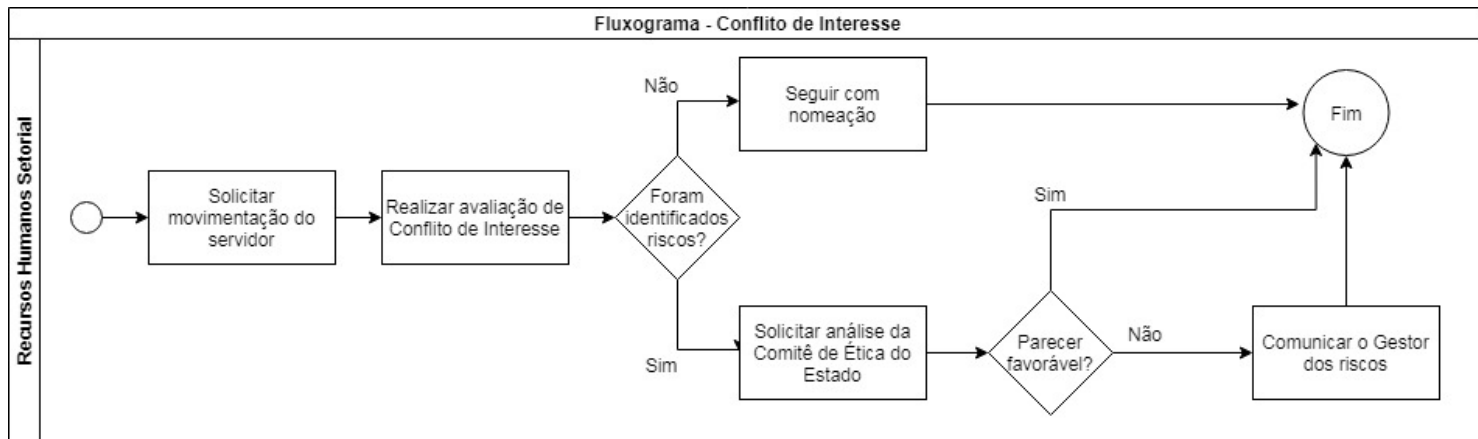 Fluxograma - Conflito de Interesse
Recursos Humanos Setorial
Solicitar
movimentação do
servidor
Realizar avaliação de
Conflito de Interesse
Foram
identificados
riscos?
Não
Seguir com
nomeação
Sim
Solicitar análise da
Comitê de Ética do
Estado
Parecer
favorável?
Sim
Não
Comunicar o Gestor
dos riscos
Fim